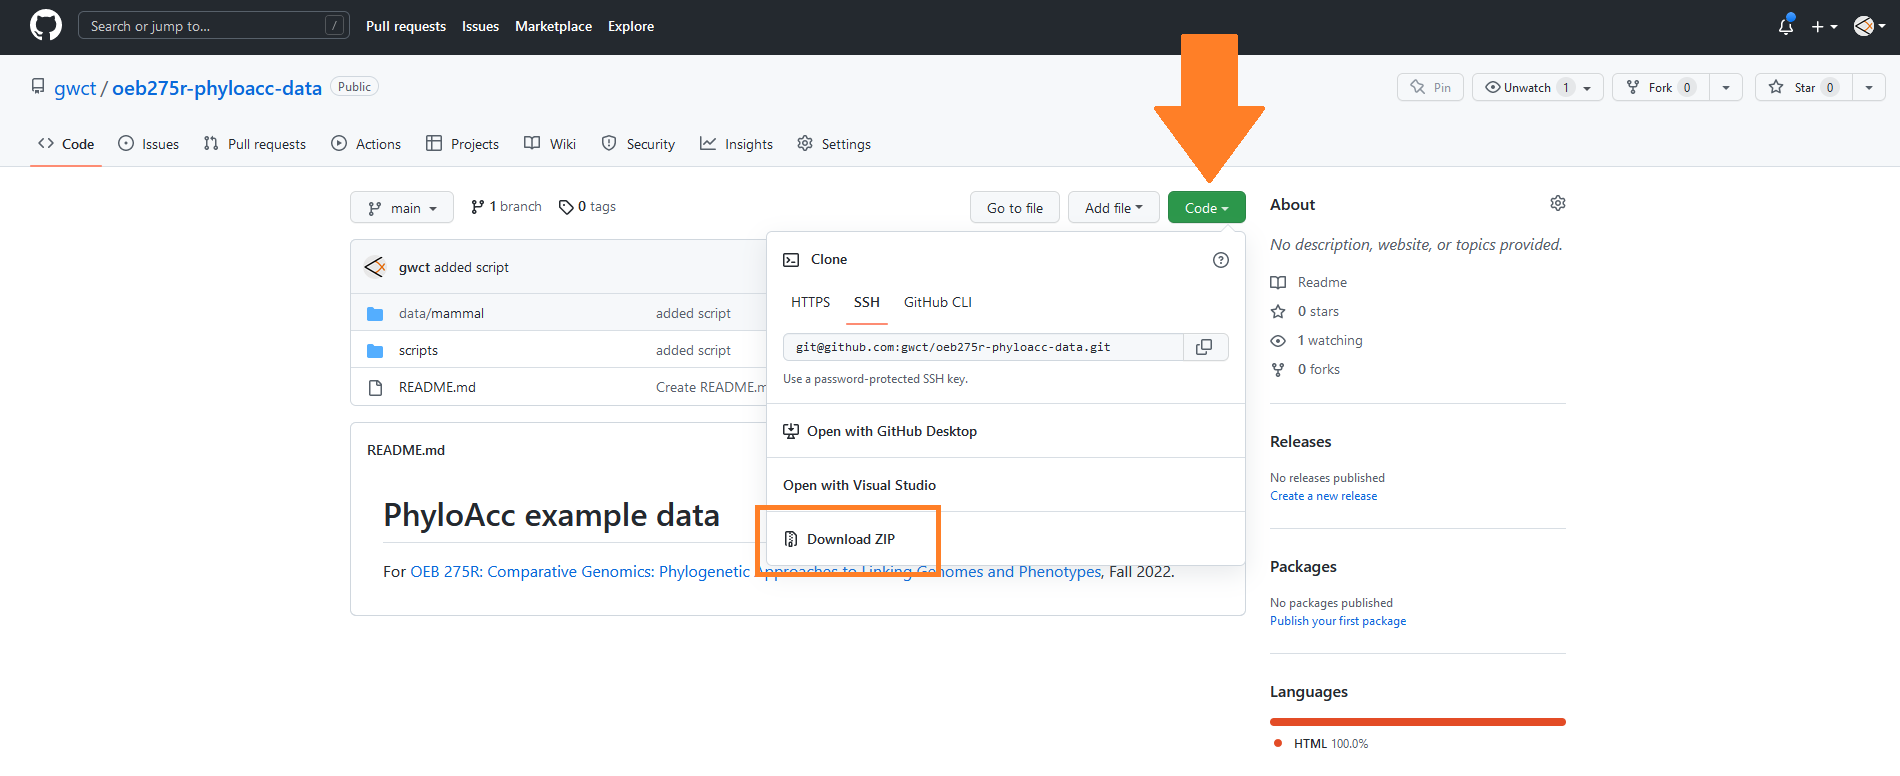 Search or jump to... / Pull requests Issues Marketplace Explore
gwct / oeb275r-phyloacc-data Public Pin Unwatch 1 Fork 0 Star 0
Code Issues Pull requests Actions Projects Wiki Security Insights Settings
main 1 branch 0 tags Go to file Add file Code
gwct added script
data/mammal added script
scripts added script
README.md Create README.m
Clone
HTTPS SSH GitHub CLI
git@github.com:gwct/oeb275r-phyloacc-data.git
Use a password-protected SSH key.
Open with GitHub Desktop
Open with Visual Studio
Download ZIP
README.md
PhyloAcc example data
For OEB 275R: Comparative Genomics: Phylogenetic Approaches to Linking Genomes and Phenotypes, Fall 2022.
About
No description, website, or topics provided.
Readme
0 stars
1 watching
0 forks
Releases
No releases published
Create a new release
Packages
No packages published
Publish your first package
Languages
HTML 100.0%